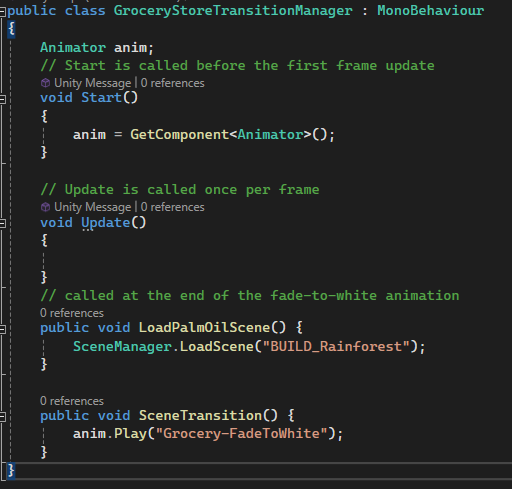 public class GroceryStoreTransitionManager : MonoBehaviour
{
Animator anim;
// Start is called before the first frame update
Unity Message | 0 references
void Start()
{
anim = GetComponent<Animator>();
}
// Update is called once per frame
Unity Message | 0 references
void Update()
{
}
// called at the end of the fade-to-white animation
0 references
public void LoadPalmOilScene() {
SceneManager.LoadScene("BUILD_Rainforest");
}
0 references
public void SceneTransition() {
anim.Play("Grocery-FadeToWhite");
}
}